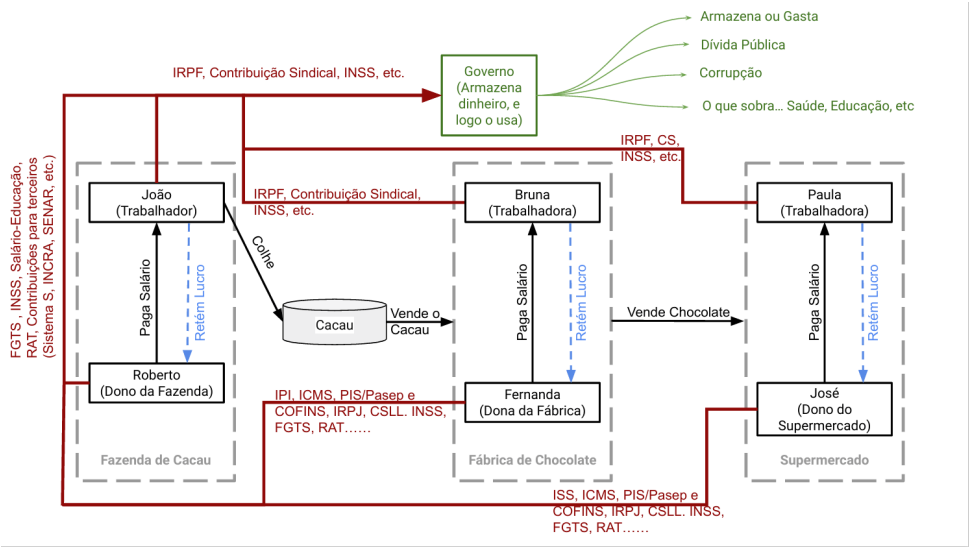 Armazena ou Gasta
Dívida Pública
Corrupção
O que sobra... Saúde, Educação, etc
Governo
(Armazena
dinheiro, e
logo o usa)
IRPF, Contribuição Sindical, INSS, etc.
IRPF, CS,
INSS, etc.
FGTS , INSS, Salário-Educação,
RAT, Contribuições para terceiros
(Sistema S, INCRA, SENAR, etc.)
João
(Trabalhador)
IRPF, Contribuição Sindical,
INSS, etc.
Bruna
(Trabalhadora)
Paula
(Trabalhadora)
Colhe
Paga Salário
Retém Lucro
Cacau
Vende o
Cacau
Paga Salário
Retém Lucro
Vende Chocolate
Paga Salário
Retém Lucro
Roberto
(Dono da Fazenda)
IPI, ICMS, PIS/Pasep e
COFINS, IRPJ, CSLL. INSS,
FGTS, RAT......
Fernanda
(Dona da Fábrica)
José
(Dono do
Supermercado)
Fazenda de Cacau
Fábrica de Chocolate
Supermercado
ISS, ICMS, PIS/Pasep e
COFINS, IRPJ, CSLL. INSS,
FGTS, RAT......